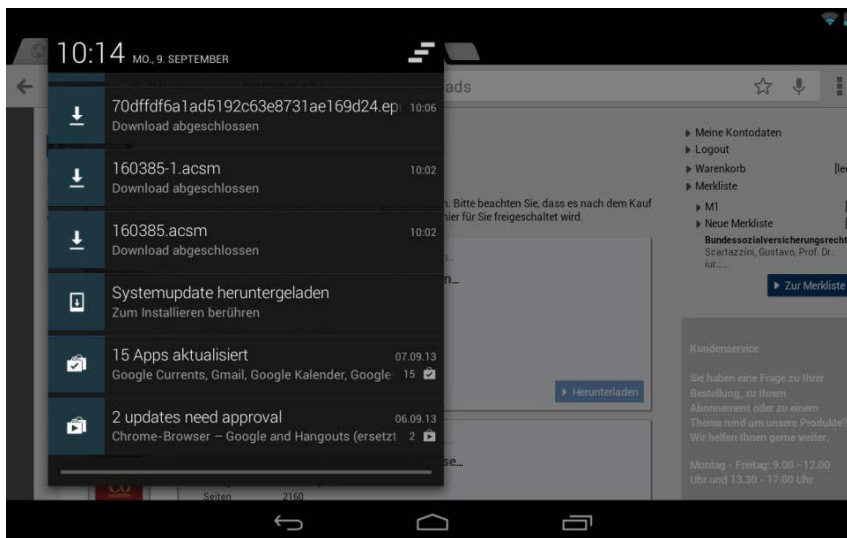 10:14 MO., 9. SEPTEMBER
ads
70dffdf6a1ad5192c63e8731ae169d24.ep 10:06
Download abgeschlossen
160385-1.acsm 10:02
Download abgeschlossen
160385.acsm 10:02
Download abgeschlossen
Systemupdate heruntergeladen
Zum Installieren berühren
15 Apps aktualisiert 07.09.13
Google Currents, Gmail, Google Kalender, Google 15
2 updates need approval 06.09.13
Chrome-Browser – Google and Hangouts (ersetzt 2
n. Bitte beachten Sie, dass es nach dem Kauf
hier für Sie freigeschaltet wird.
n...
Herunterladen
se...
Seiten 2160
Meine Kontodaten
Logout
Warenkorb [lee
Merkliste
M1 [
Neue Merkliste [
Bundessozialversicherungsrecht
Scartazzini, Gustavo, Prof. Dr.
iur.,...
Zur Merkliste
Kundenservice
Sie haben eine Frage zu Ihrer
Bestellung, zu Ihrem
Abonnement oder zu einem
Thema rund um unsere Produkte?
Wir helfen Ihnen gerne weiter.
Montag - Freitag: 9.00 - 12.00
Uhr und 13.30 - 17.00 Uhr